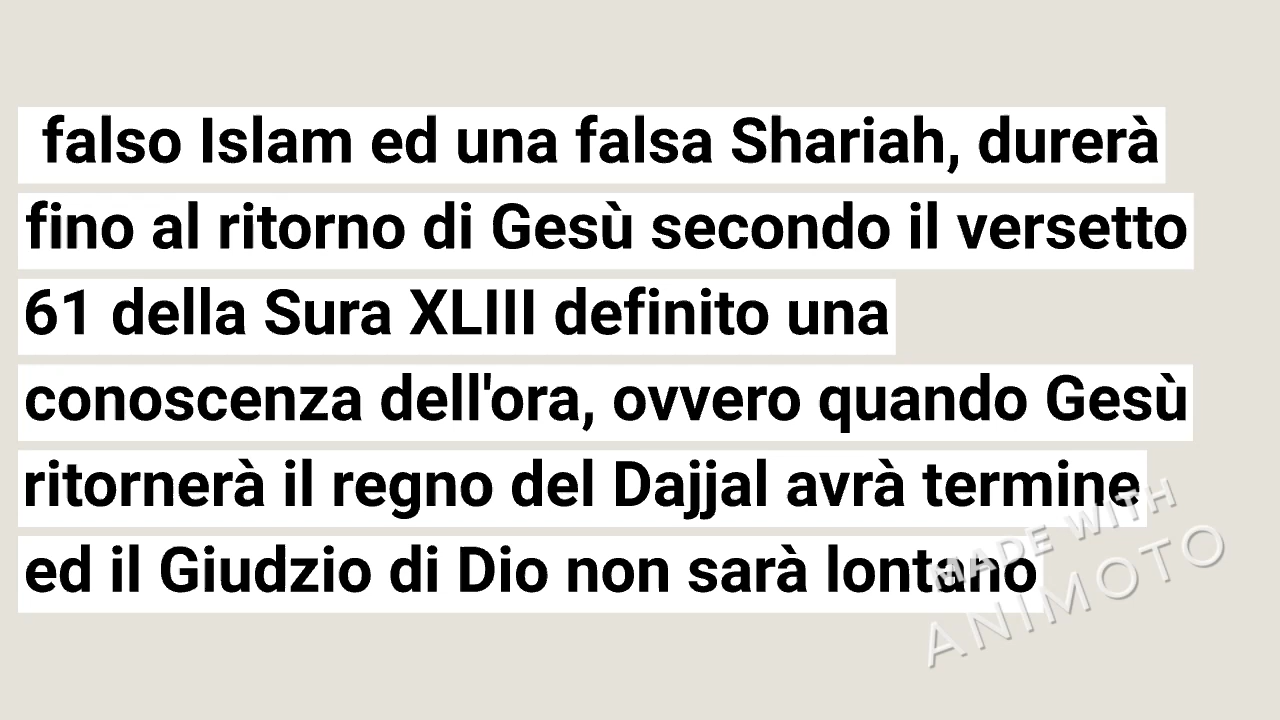 falso Islam ed una falsa Shariah, durerà
fino al ritorno di Gesù secondo il versetto
61 della Sura XLIII definito una
conoscenza dell'ora, ovvero quando Gesù
ritornerà il regno del Dajjal avrà termine
ed il Giudzio di Dio non sarà lontano
MADE WITH
ANIMOTO